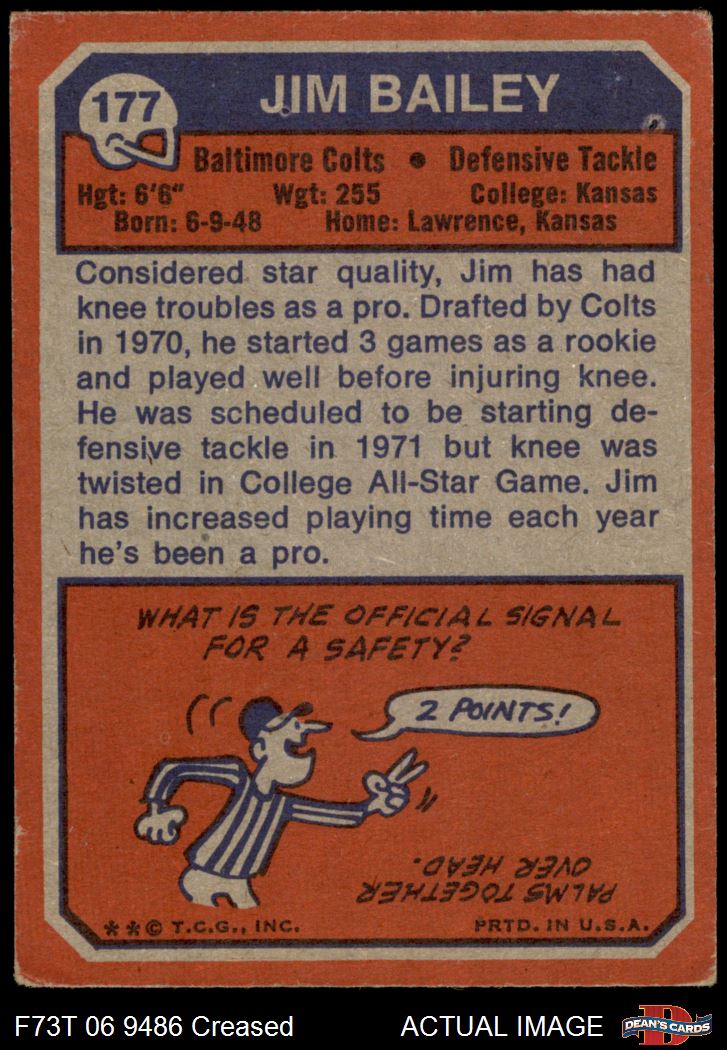 177
JIM BAILEY
Baltimore Colts • Defensive Tackle
Hgt: 6'6" Wgt: 255 College: Kansas
Born: 6-9-48 Home: Lawrence, Kansas
Considered star quality, Jim has had
knee troubles as a pro. Drafted by Colts
in 1970, he started 3 games as a rookie
and played well before injuring knee.
He was scheduled to be starting de-
fensive tackle in 1971 but knee was
twisted in College All-Star Game. Jim
has increased playing time each year
he's been a pro.
WHAT IS THE OFFICIAL SIGNAL
FOR A SAFETY?
2 POINTS!
PALMS TOGETHER
OVER HEAD.
**© T.C.G., INC. PRTD. IN U.S.A.
F73T 06 9486 Creased ACTUAL IMAGE
D
DEAN'S CARDS